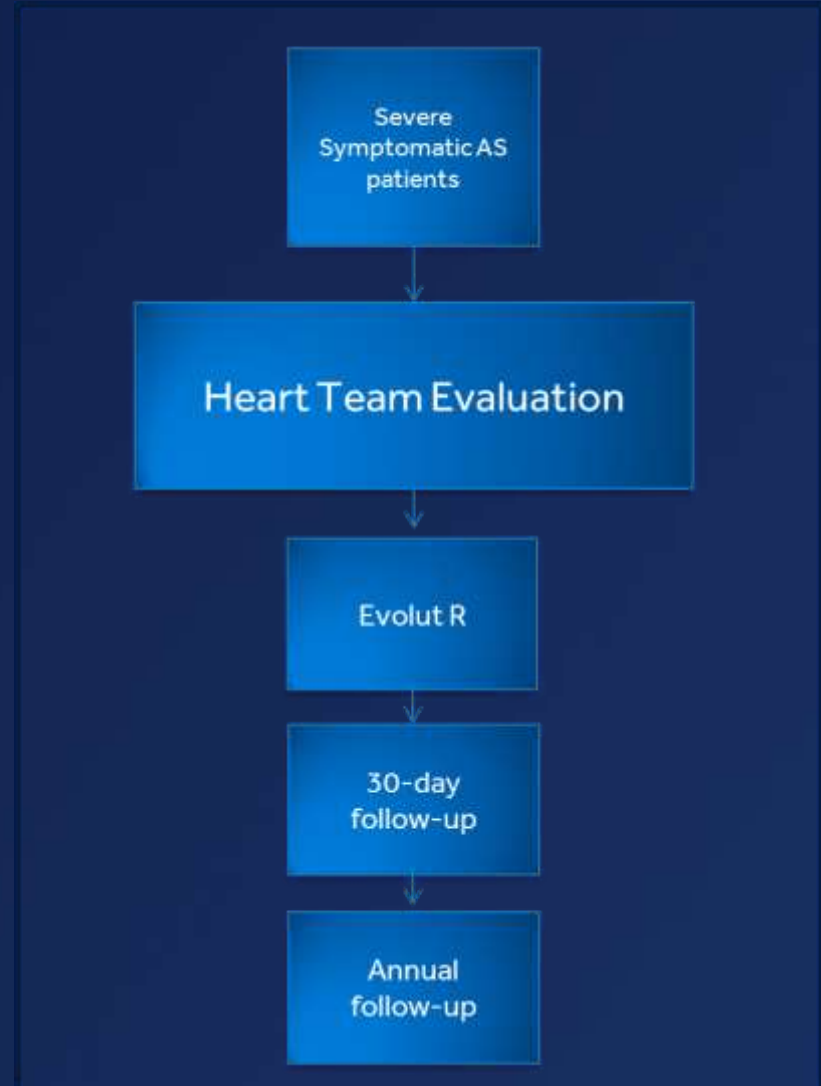 Severe
Symptomatic AS
patients
Heart Team Evaluation
Evolut R
30-day
follow-up
Annual
follow-up